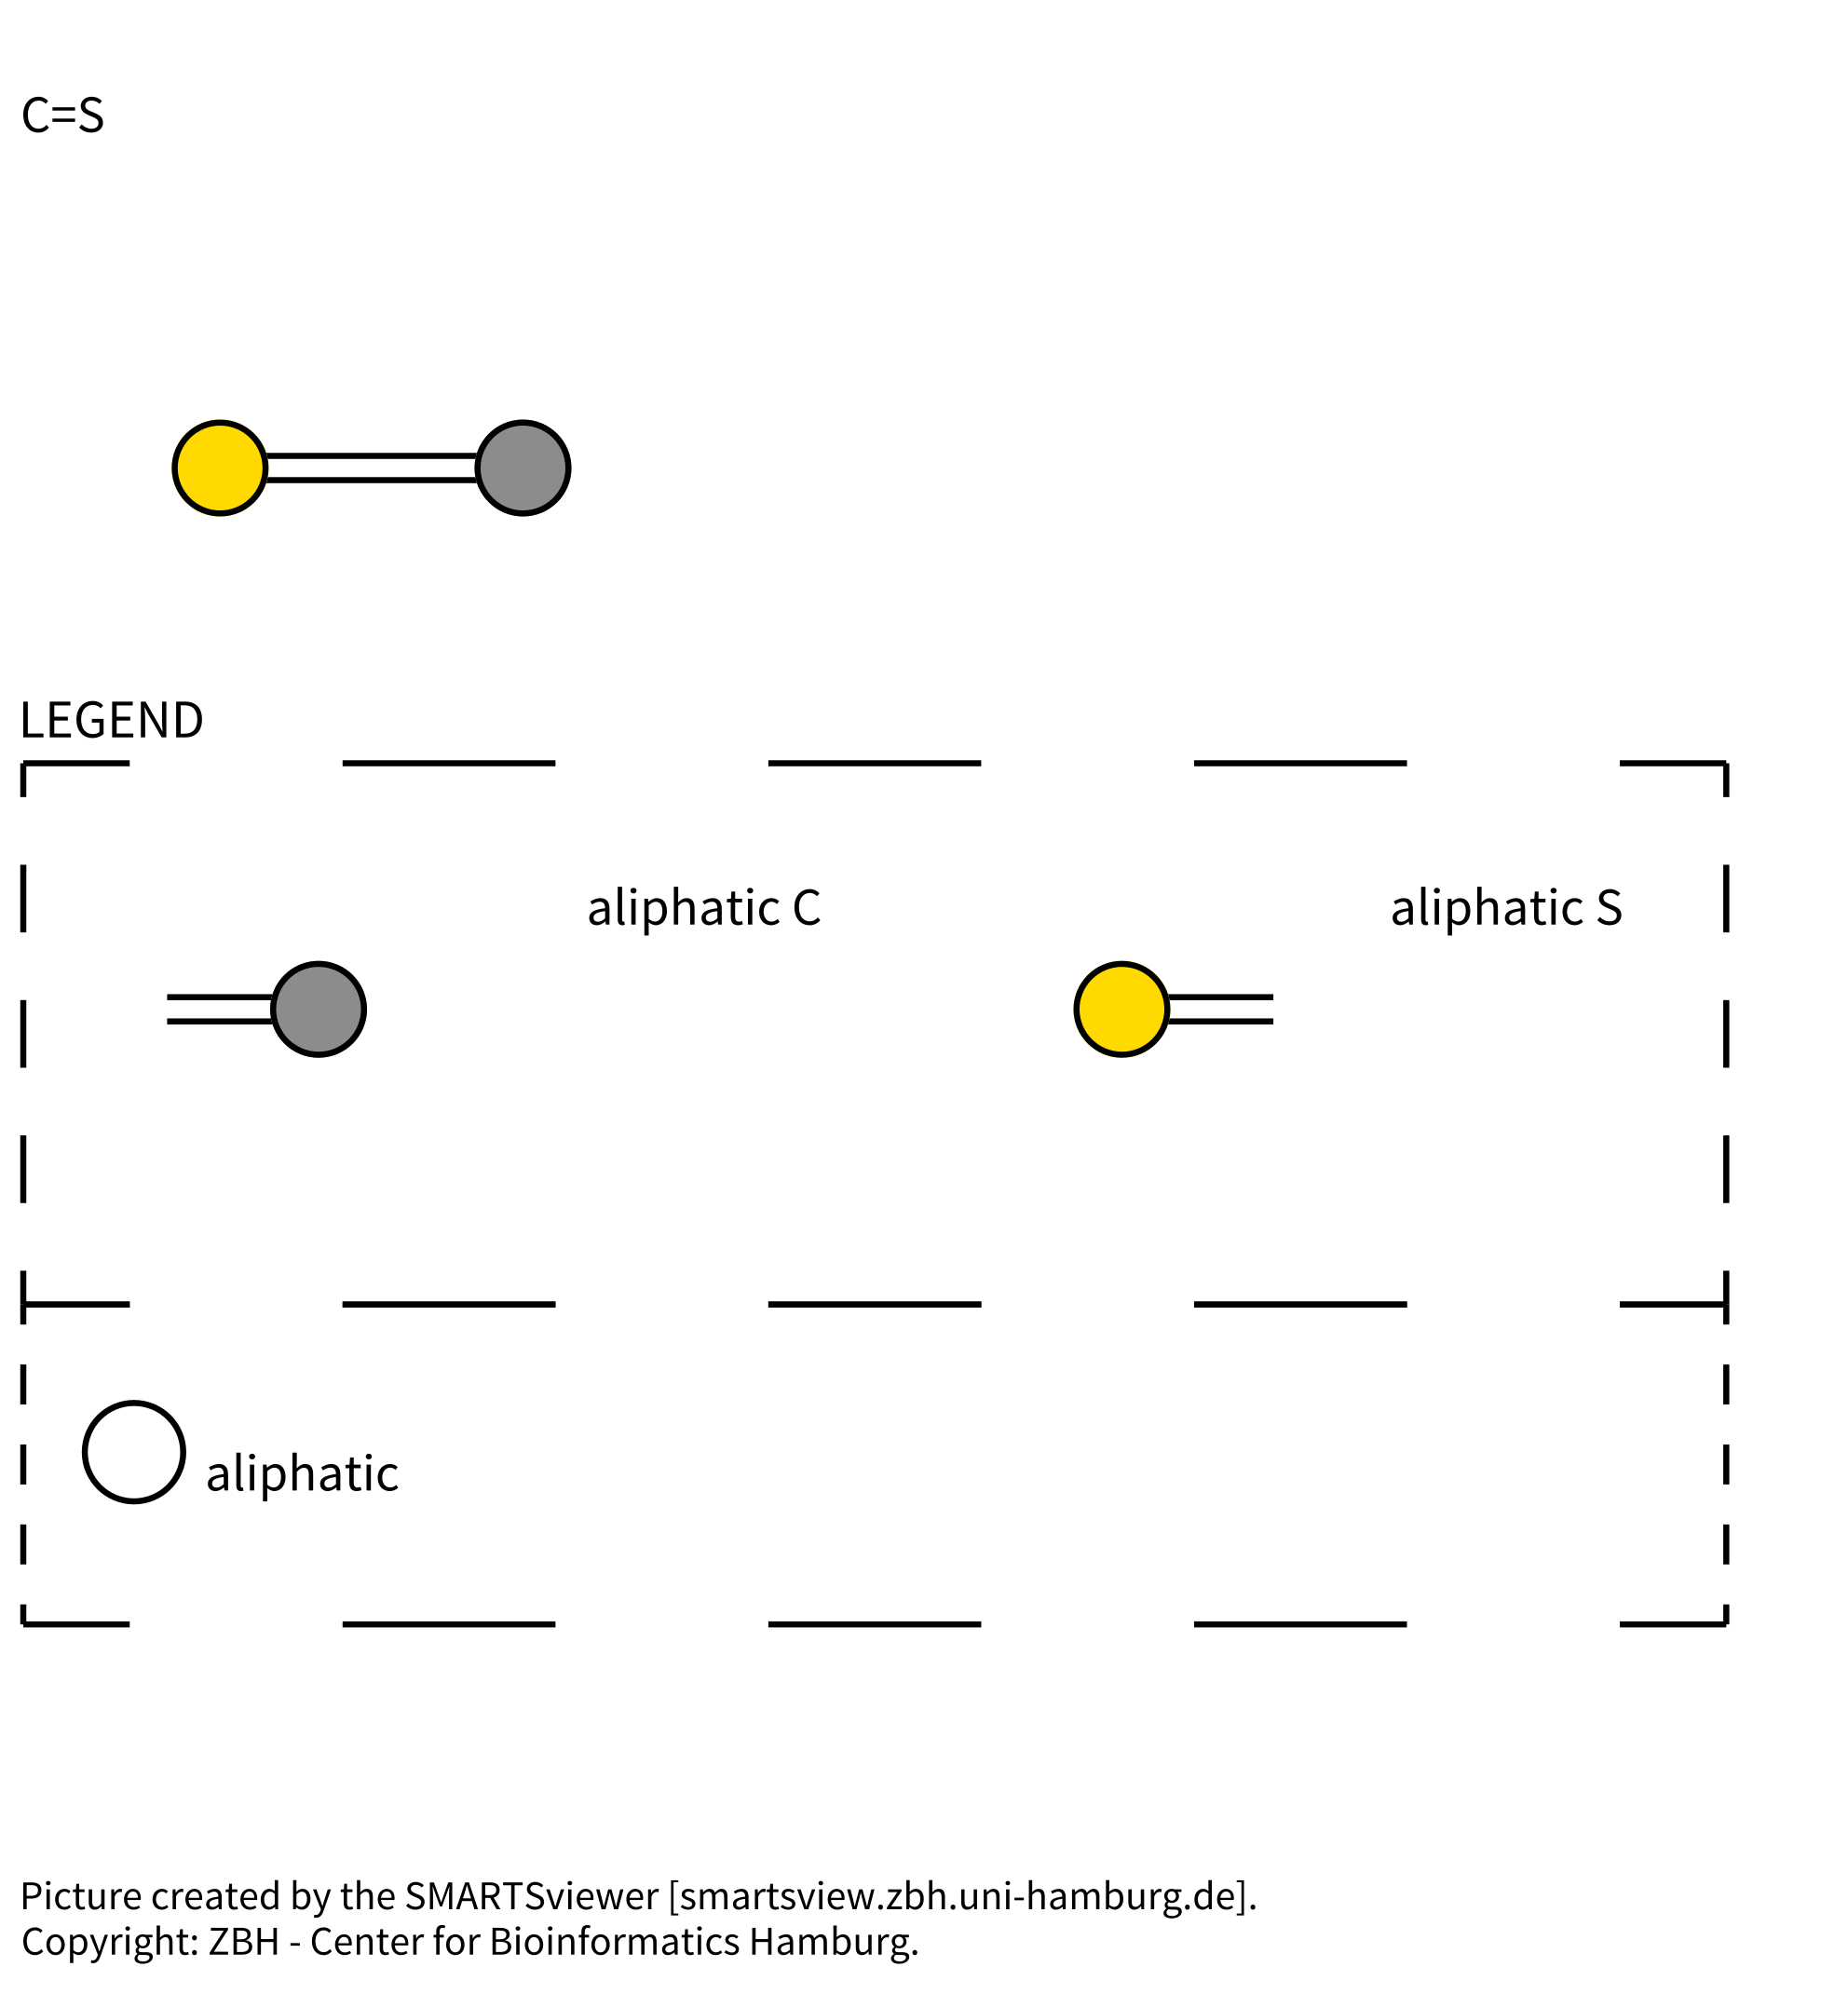 C=S
LEGEND
aliphatic C
aliphatic S
aliphatic
Picture created by the SMARTSviewer [smartsview.zbh.uni-hamburg.de].
Copyright: ZBH - Center for Bioinformatics Hamburg.